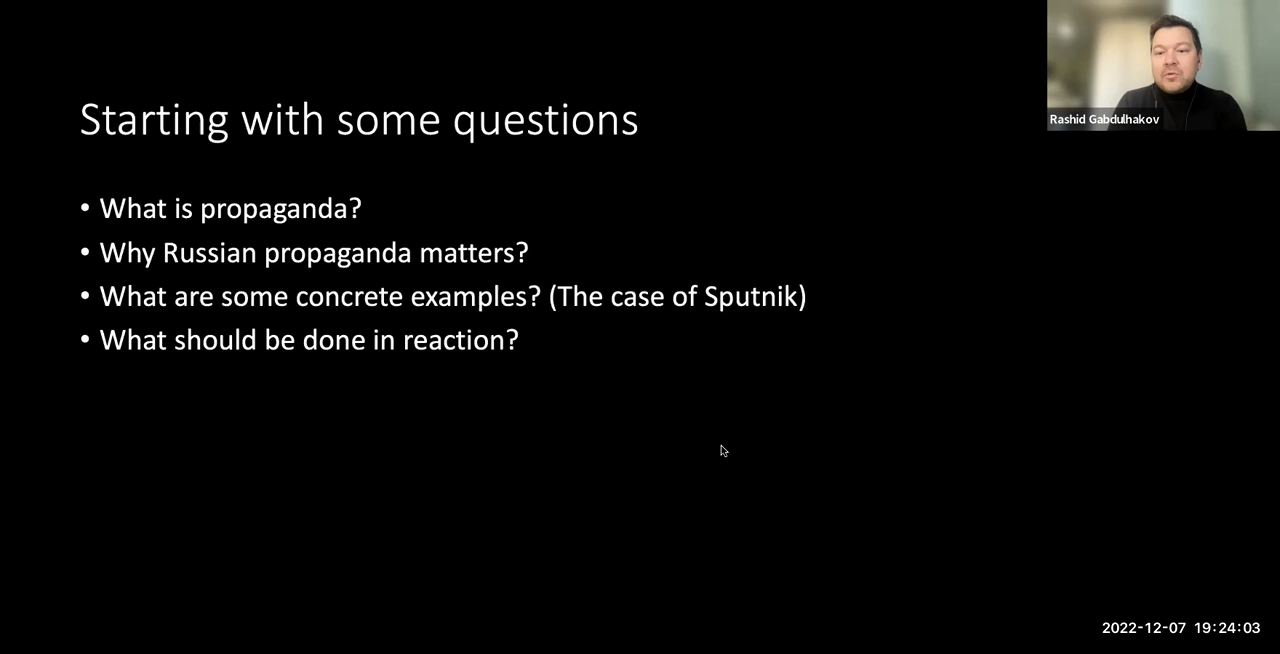 Rashid Gabdulhakov
Starting with some questions
• What is propaganda?
• Why Russian propaganda matters?
• What are some concrete examples? (The case of Sputnik)
• What should be done in reaction?
2022-12-07 19:24:03